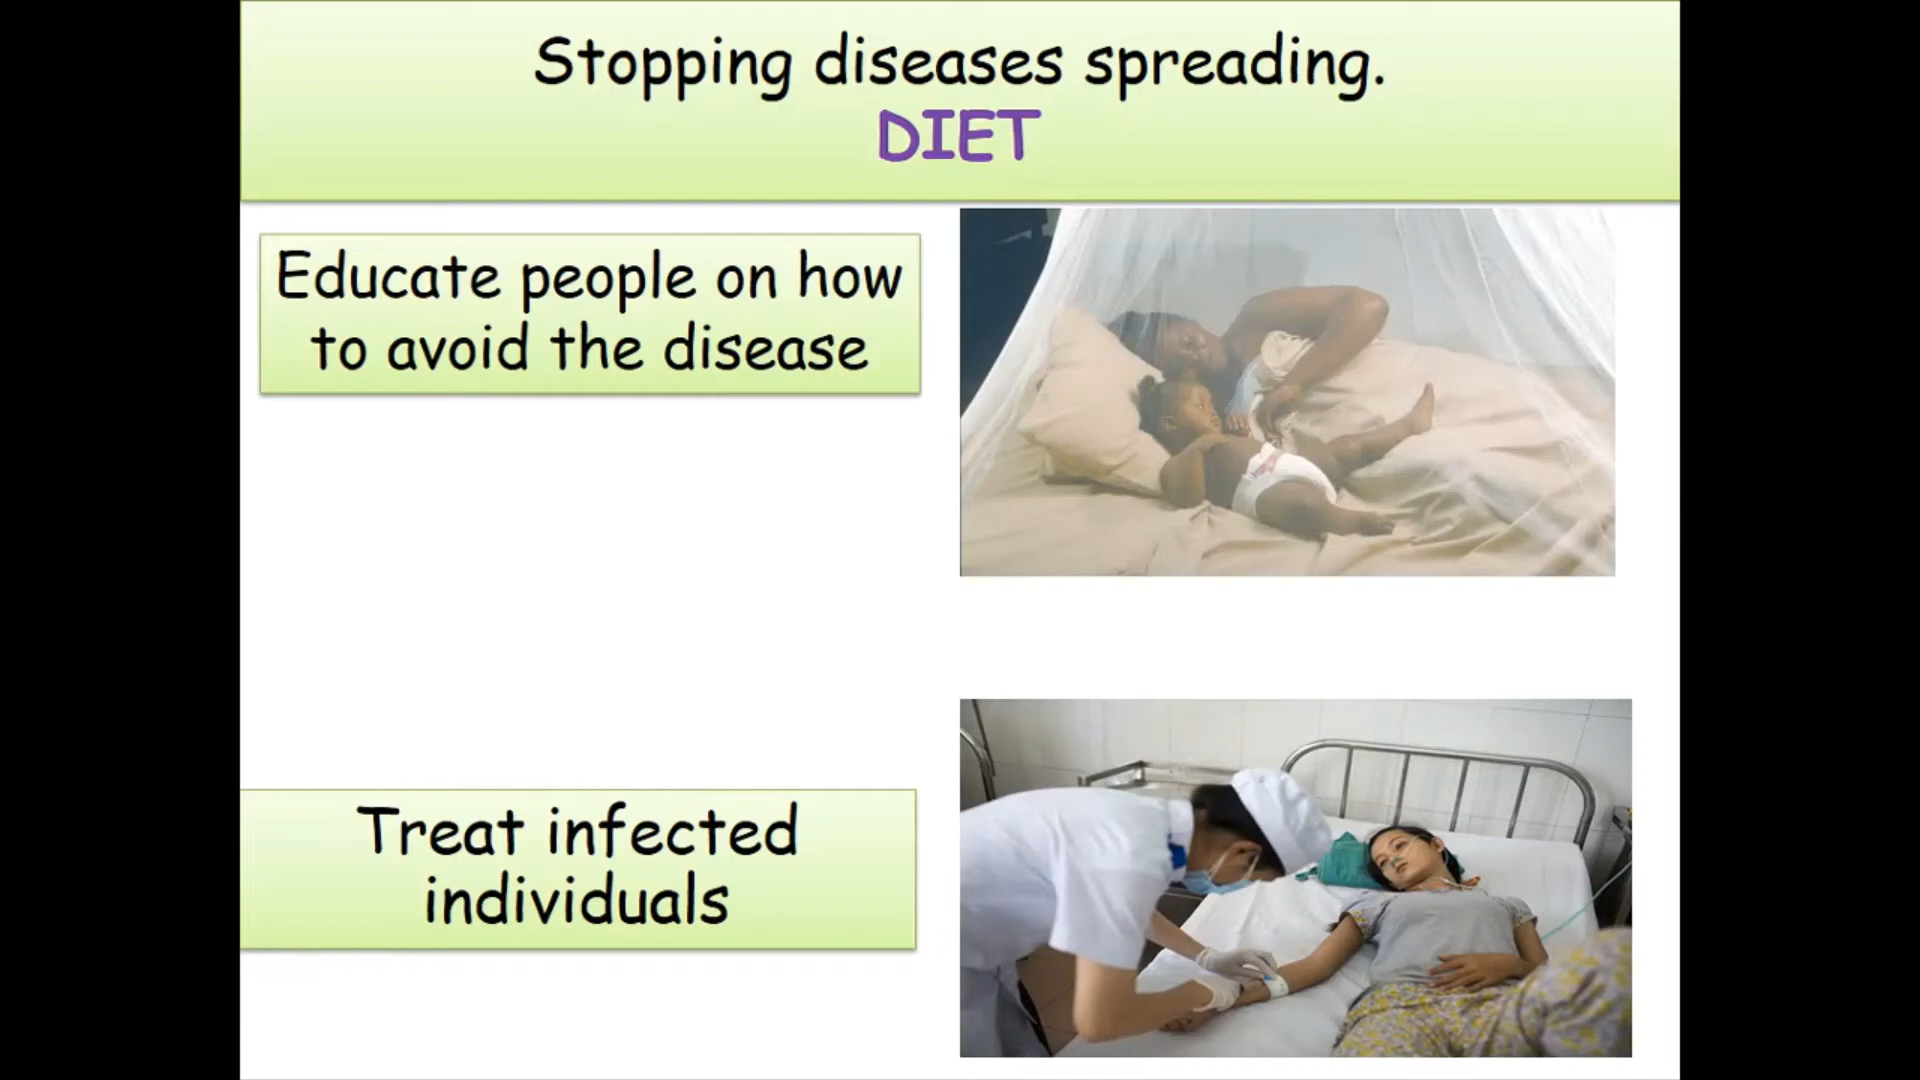 Stopping diseases spreading.
DIET
Educate people on how
to avoid the disease
Treat infected
individuals